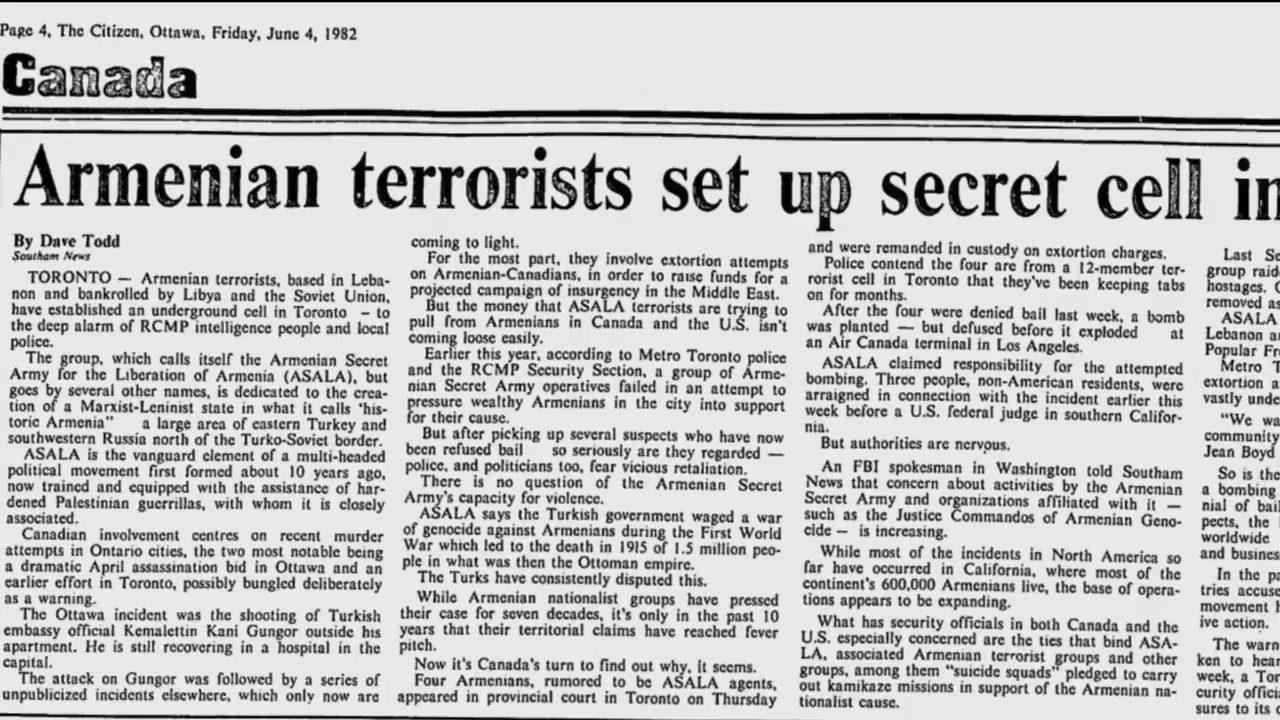 Page 4, The Citizen, Ottawa, Friday, June 4, 1982
Canada
Armenian terrorists set up secret cell in
By Dave Todd
Southam News
TORONTO — Armenian terrorists, based in Leba-
non and bankrolled by Libya and the Soviet Union,
have established an underground cell in Toronto - to
the deep alarm of RCMP intelligence people and local
police.
The group, which calls itself the Armenian Secret
Army for the Liberation of Armenia (ASALA), but
goes by several other names, is dedicated to the crea-
tion of a Marxist-Leninist state in what it calls 'his-
toric Armenia" a large area of eastern Turkey and
southwestern Russia north of the Turko-Soviet border.
ASALA is the vanguard element of a multi-headed
political movement first formed about 10 years ago,
now trained and equipped with the assistance of har-
dened Palestinian guerrillas, with whom it is closely
associated.
Canadian involvement centres on recent murder
attempts in Ontario cities, the two most notable being
a dramatic April assassination bid in Ottawa and an
earlier effort in Toronto, possibly bungled deliberately
as a warning.
The Ottawa incident was the shooting of Turkish
embassy official Kemalettin Kani Gungor outside his
apartment. He is still recovering in a hospital in the
capital.
The attack on Gungor was followed by a series of
unpublicized incidents elsewhere, which only now are
coming to light.
For the most part, they involve extortion attempts
on Armenian-Canadians, in order to raise funds for a
projected campaign of insurgency in the Middle East.
But the money that ASALA terrorists are trying to
pull from Armenians in Canada and the U.S. isn't
coming loose easily.
Earlier this year, according to Metro Toronto police
and the RCMP Security Section, a group of Arme-
nian Secret Army operatives failed in an attempt to
pressure wealthy Armenians in the city into support
for their cause.
But after picking up several suspects who have now
been refused bail so seriously are they regarded —
police, and politicians too, fear vicious retaliation.
There is no question of the Armenian Secret
Army's capacity for violence.
ASALA says the Turkish government waged a war
of genocide against Armenians during the First World
War which led to the death in 1915 of 1.5 million peo-
ple in what was then the Ottoman empire.
The Turks have consistently disputed this.
While Armenian nationalist groups have pressed
their case for seven decades, it's only in the past 10
years that their territorial claims have reached fever
pitch.
Now it's Canada's turn to find out why, it seems.
Four Armenians, rumored to be ASALA agents,
appeared in provincial court in Toronto on Thursday
and were remanded in custody on extortion charges.
Police contend the four are from a 12-member ter-
rorist cell in Toronto that they've been keeping tabs
on for months.
After the four were denied bail last week, a bomb
was planted — but defused before it exploded at
an Air Canada terminal in Los Angeles.
ASALA claimed responsibility for the attempted
bombing. Three people, non-American residents, were
arraigned in connection with the incident earlier this
week before a U.S. federal judge in southern Califor-
nia.
But authorities are nervous.
An FBI spokesman in Washington told Southam
News that concern about activities by the Armenian
Secret Army and organizations affiliated with it —
such as the Justice Commandos of Armenian Geno-
cide — is increasing.
While most of the incidents in North America so
far have occurred in California, where most of the
continent's 600,000 Armenians live, the base of opera-
tions appears to be expanding.
What has security officials in both Canada and the
U.S. especially concerned are the ties that bind ASA-
LA, associated Armenian terrorist groups and other
groups, among them "suicide squads" pledged to carry
out kamikaze missions in support of the Armenian na-
tionalist cause.
Last Se
group raid
hostages. 
removed as
ASALA
Lebanon an
Popular Fr
Metro T
extortion a
vastly unde
"We wa
community
Jean Boyd
So is the
a bombing
nial of bail
pects, the
worldwide
and busines
In the pa
tries accuse
movement h
ive action.
The warn
ken to hear
week, a Tor
curity offici
sures to its c